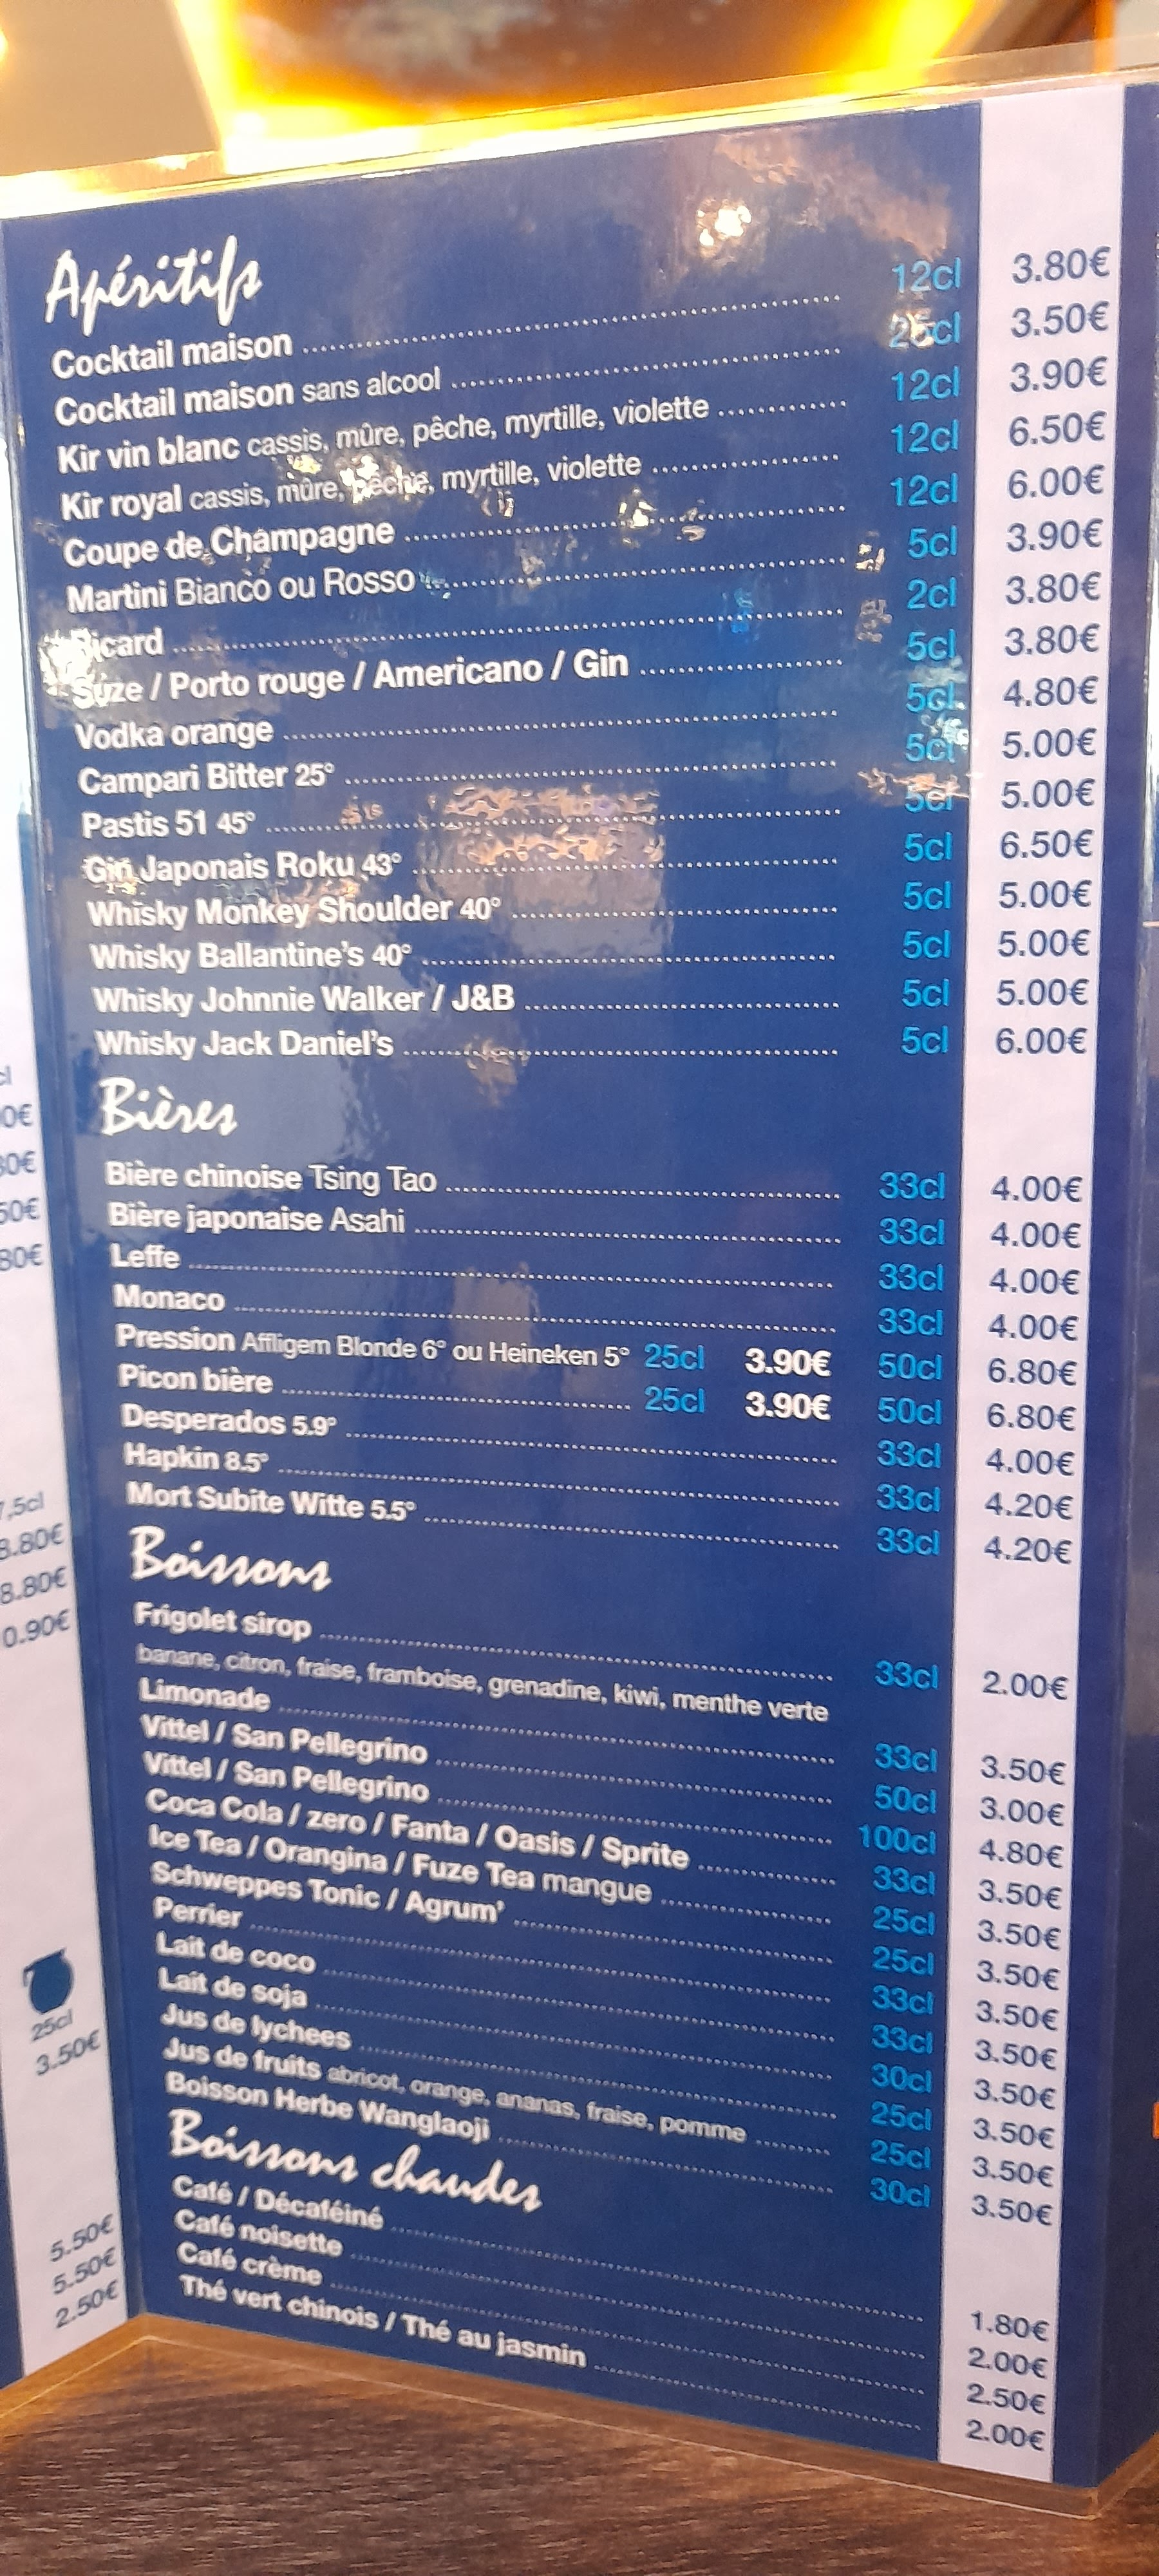 Apéritifs
Cocktail maison 12cl 3.80€
Cocktail maison sans alcool 25cl 3.50€
Kir vin blanc cassis, mûre, pêche, myrtille, violette 12cl 3.90€
Kir royal cassis, mûre, pêche, myrtille, violette 12cl 6.50€
Coupe de Champagne 12cl 6.00€
Martini Bianco ou Rosso 5cl 3.90€
Ricard 2cl 3.80€
Suze / Porto rouge / Americano / Gin 5cl 3.80€
Vodka orange 5cl 4.80€
Campari Bitter 25° 5cl 5.00€
Pastis 51 45° 5cl 5.00€
Gin Japonais Roku 43° 5cl 6.50€
Whisky Monkey Shoulder 40° 5cl 5.00€
Whisky Ballantine's 40° 5cl 5.00€
Whisky Johnnie Walker / J&B 5cl 5.00€
Whisky Jack Daniel's 5cl 6.00€
Bières
Bière chinoise Tsing Tao 33cl 4.00€
Bière japonaise Asahi 33cl 4.00€
Leffe 33cl 4.00€
Monaco 33cl 4.00€
Pression Affligem Blonde 6° ou Heineken 5° 25cl 3.90€ 50cl 6.80€
Picon bière 25cl 3.90€ 50cl 6.80€
Desperados 5.9° 33cl 4.00€
Hapkin 8.5° 33cl 4.20€
Mort Subite Witte 5.5° 33cl 4.20€
Boissons
Frigolet sirop 33cl 2.00€
banane, citron, fraise, framboise, grenadine, kiwi, menthe verte
Limonade 33cl 3.50€
Vittel / San Pellegrino 50cl 3.00€
Vittel / San Pellegrino 100cl 4.80€
Coca Cola / zero / Fanta / Oasis / Sprite 33cl 3.50€
Ice Tea / Orangina / Fuze Tea mangue 25cl 3.50€
Schweppes Tonic / Agrum' 25cl 3.50€
Perrier 33cl 3.50€
Lait de coco 33cl 3.50€
Lait de soja 30cl 3.50€
Jus de lychees 25cl 3.50€
Jus de fruits abricot, orange, ananas, fraise, pomme 25cl 3.50€
Boisson Herbe Wanglaoji 30cl 3.50€
Boissons chaudes
Café / Décaféiné 1.80€
Café noisette 2.00€
Café crème 2.50€
Thé vert chinois / Thé au jasmin 2.00€
25cl
3.50€
5.50€
5.50€
2.50€